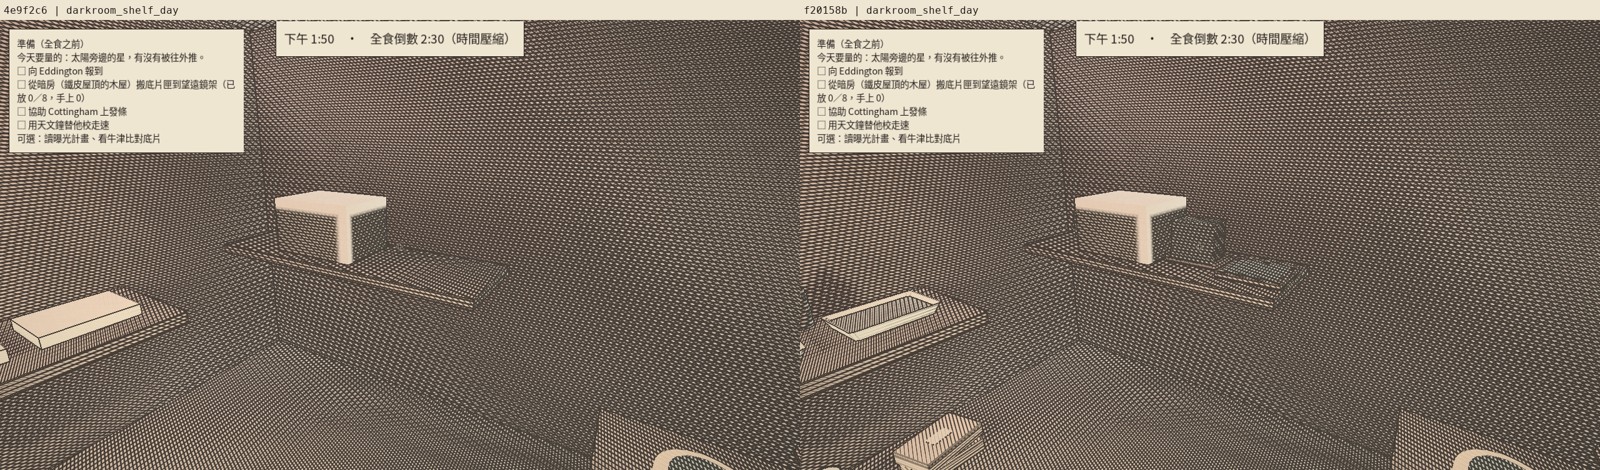 4e9f2c6 | darkroom_shelf_day
下午 1:50 · 全食倒數 2:30（時間壓縮）
準備（全食之前）
今天要量的：太陽旁邊的星，有沒有被往外推。
□ 向 Eddington 報到
□ 從暗房（鐵皮屋頂的木屋）搬底片匣到望遠鏡架（已
放 0／8，手上 0）
□ 協助 Cottingham 上發條
□ 用天文鐘替他校走速
可選：讀曝光計畫、看牛津比對底片
f20158b | darkroom_shelf_day
下午 1:50 · 全食倒數 2:30（時間壓縮）
準備（全食之前）
今天要量的：太陽旁邊的星，有沒有被往外推。
□ 向 Eddington 報到
□ 從暗房（鐵皮屋頂的木屋）搬底片匣到望遠鏡架（已
放 0／8，手上 0）
□ 協助 Cottingham 上發條
□ 用天文鐘替他校走速
可選：讀曝光計畫、看牛津比對底片